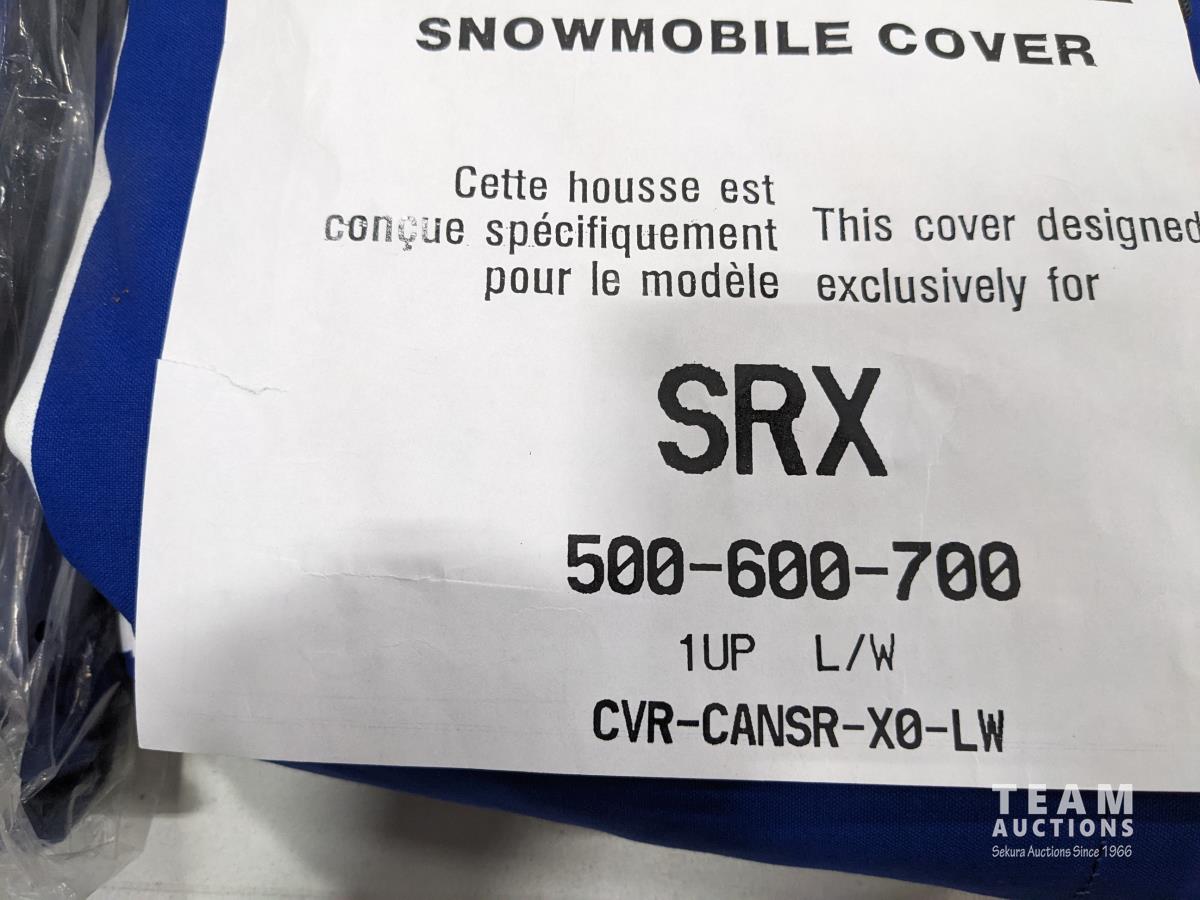 SNOWMOBILE COVER
Cette housse est
conçue spécifiquement
pour le modèle
This cover designed
exclusively for
SRX
500-600-700
1UP L/W
CVR-CANSR-X0-LW
TEAM
AUCTIONS
Sekura Auctions Since 1966